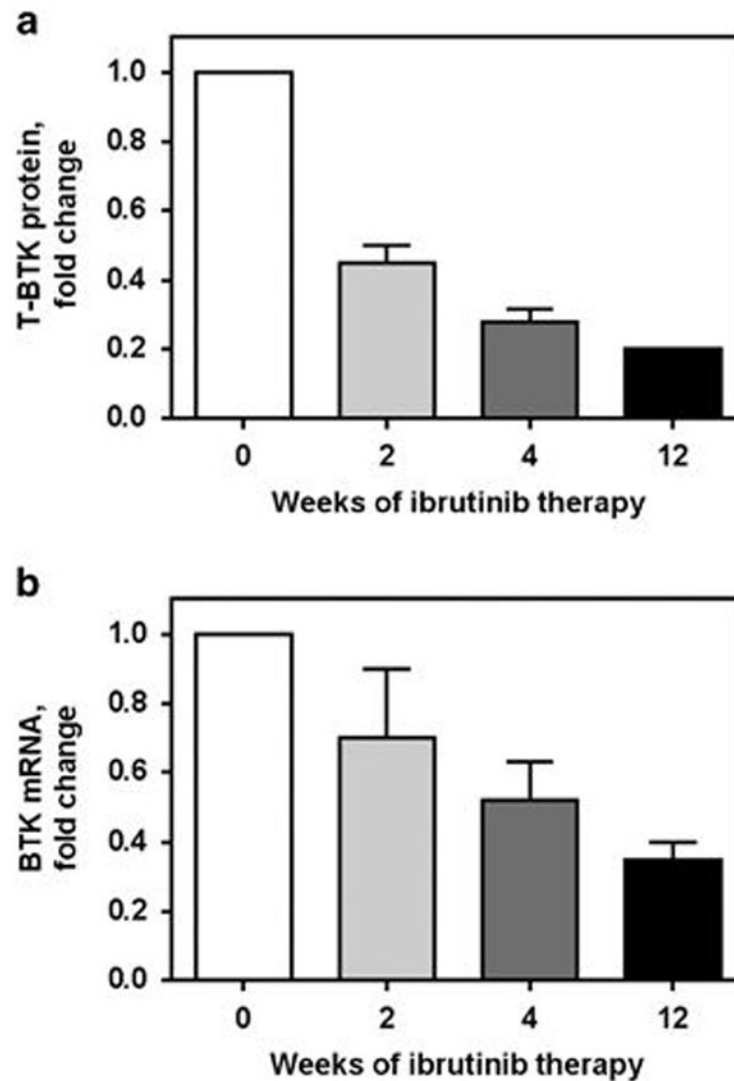 a
T-BTK protein,
fold change
1.0
0.8
0.6
0.4
0.2
0.0
0 2 4 12
Weeks of ibrutinib therapy
b
BTK mRNA,
fold change
1.0
0.8
0.6
0.4
0.2
0.0
0 2 4 12
Weeks of ibrutinib therapy